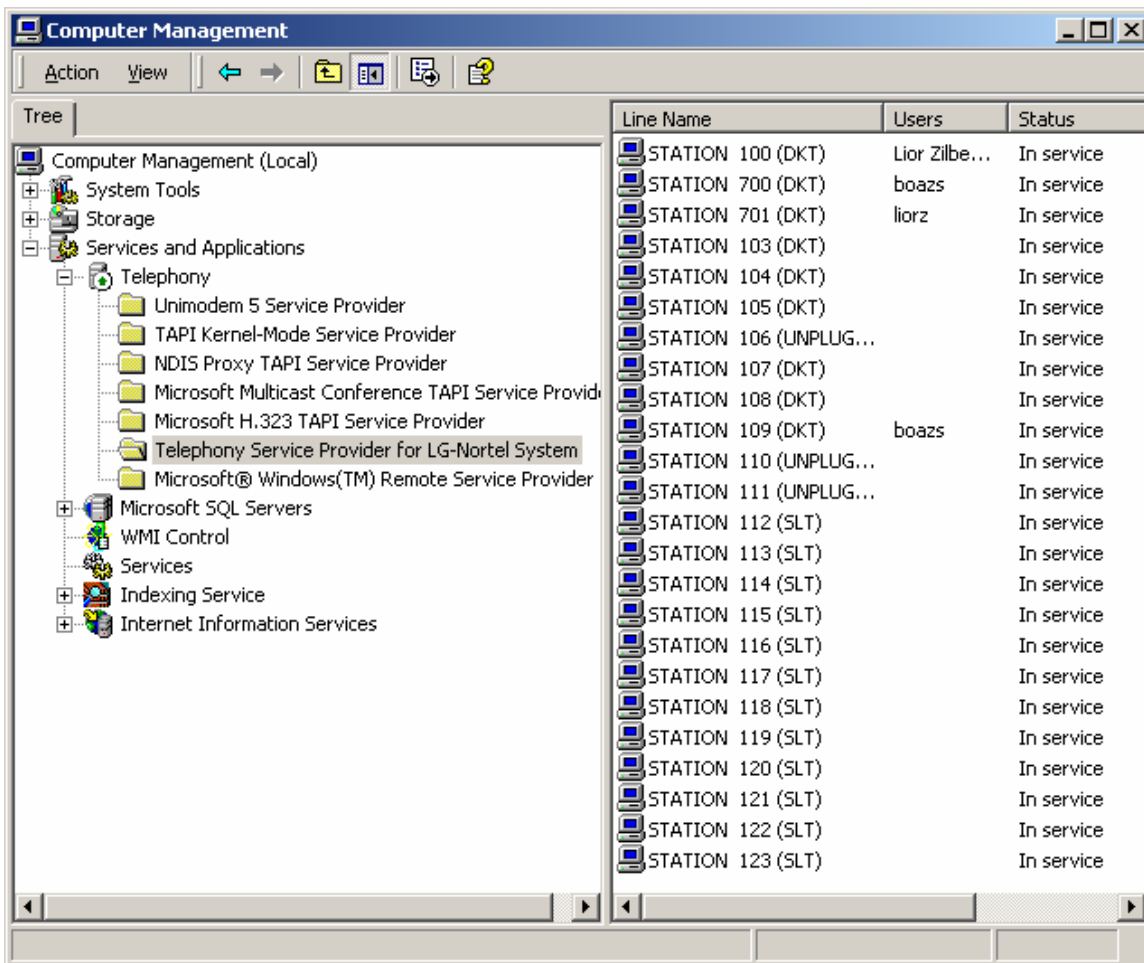 Computer Management
Action View
Tree
Computer Management (Local)
System Tools
Storage
Services and Applications
Telephony
Unimodem 5 Service Provider
TAPI Kernel-Mode Service Provider
NDIS Proxy TAPI Service Provider
Microsoft Multicast Conference TAPI Service Provid
Microsoft H.323 TAPI Service Provider
Telephony Service Provider for LG-Nortel System
Microsoft® Windows(TM) Remote Service Provider
Microsoft SQL Servers
WMI Control
Services
Indexing Service
Internet Information Services
Line Name Users Status
STATION 100 (DKT) Lior Zilbe... In service
STATION 700 (DKT) boazs In service
STATION 701 (DKT) liorz In service
STATION 103 (DKT) In service
STATION 104 (DKT) In service
STATION 105 (DKT) In service
STATION 106 (UNPLUG... In service
STATION 107 (DKT) In service
STATION 108 (DKT) In service
STATION 109 (DKT) boazs In service
STATION 110 (UNPLUG... In service
STATION 111 (UNPLUG... In service
STATION 112 (SLT) In service
STATION 113 (SLT) In service
STATION 114 (SLT) In service
STATION 115 (SLT) In service
STATION 116 (SLT) In service
STATION 117 (SLT) In service
STATION 118 (SLT) In service
STATION 119 (SLT) In service
STATION 120 (SLT) In service
STATION 121 (SLT) In service
STATION 122 (SLT) In service
STATION 123 (SLT) In service